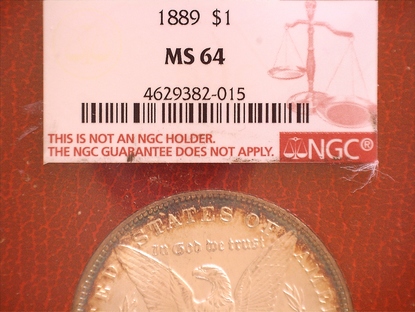 1889 $1
MS 64
4629382-015
THIS IS NOT AN NGC HOLDER.
THE NGC GUARANTEE DOES NOT APPLY.
NGC®
STATES OF
In God we trust